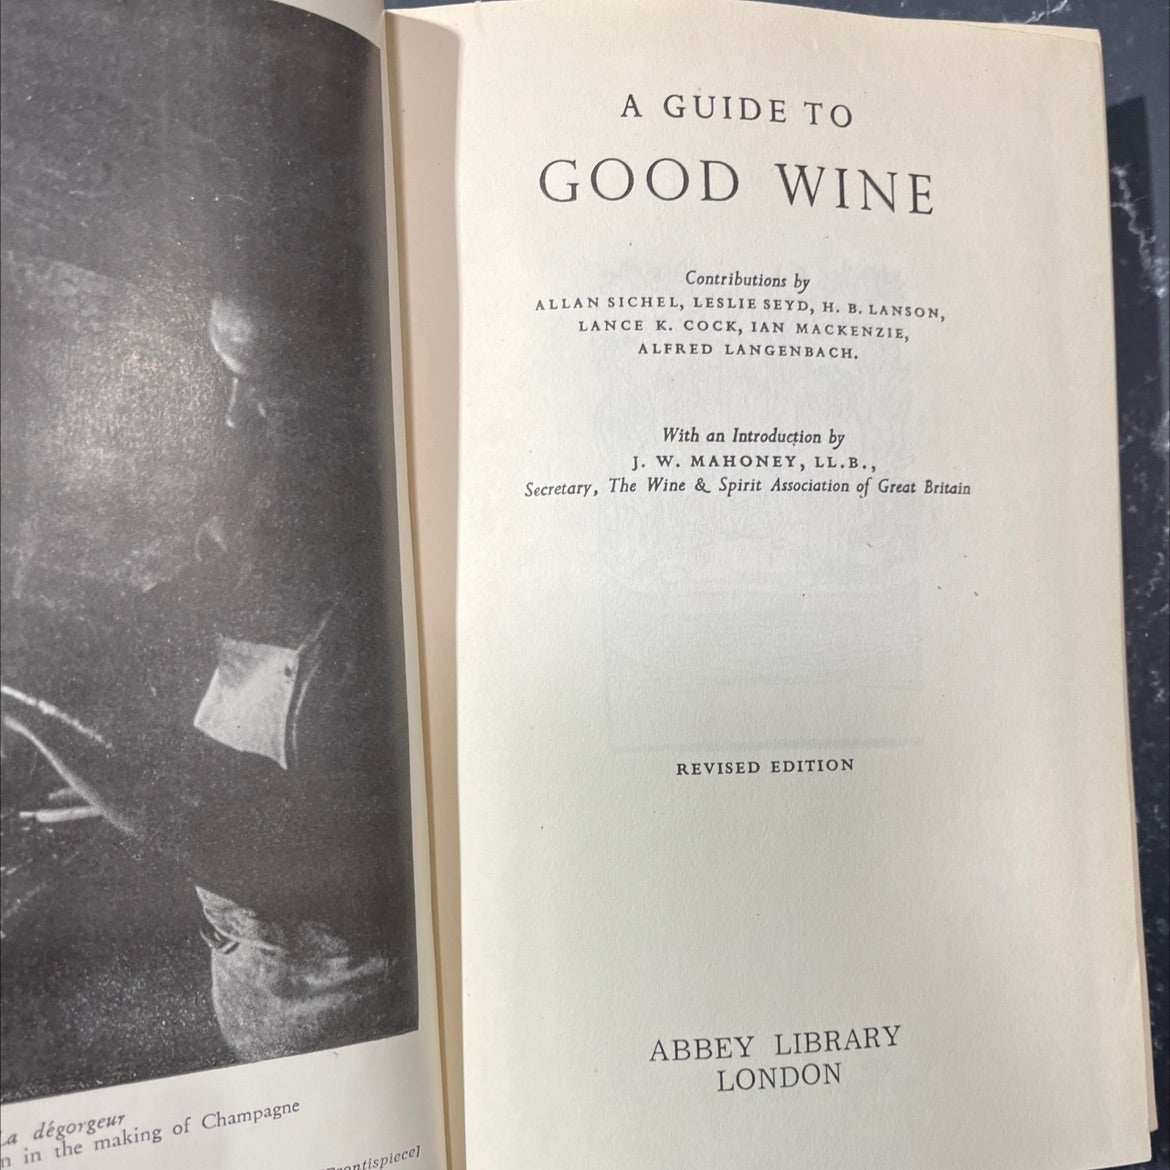 A GUIDE TO
GOOD WINE
Contributions by
ALLAN SICHEL, LESLIE SEYD, H. B. LANSON,
LANCE K. COCK, IAN MACKENZIE,
ALFRED LANGENBACH.
With an Introduction by
J. W. MAHONEY, LL.B.,
Secretary, The Wine & Spirit Association of Great Britain
REVISED EDITION
ABBEY LIBRARY
LONDON
La dégorgeur
in the making of Champagne